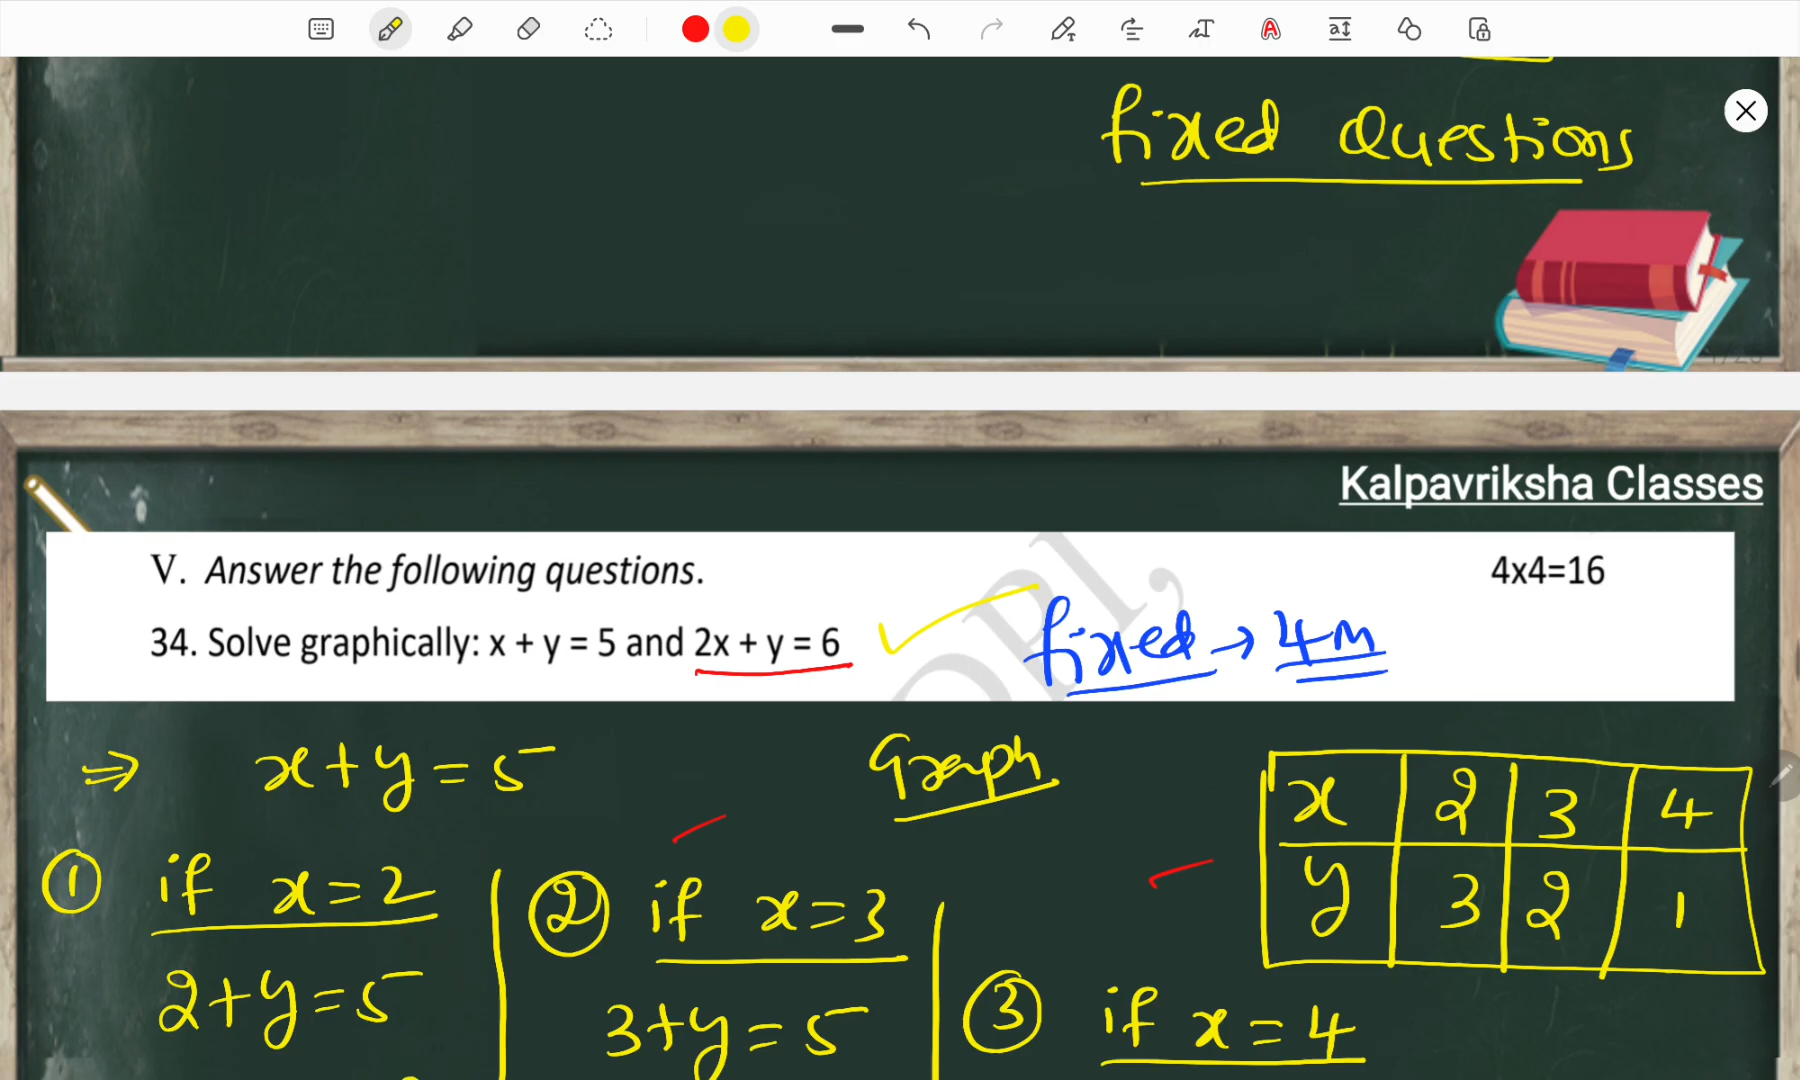 fixed Questions
Kalpavriksha Classes
V. Answer the following questions. 4x4=16
34. Solve graphically: x + y = 5 and 2x + y = 6 fixed → 4M
⇒ x+y=5 Graph
x 2 3 4
y 3 2 1
① if x=2
2+y=5
② if x=3
3+y=5
③ if x=4